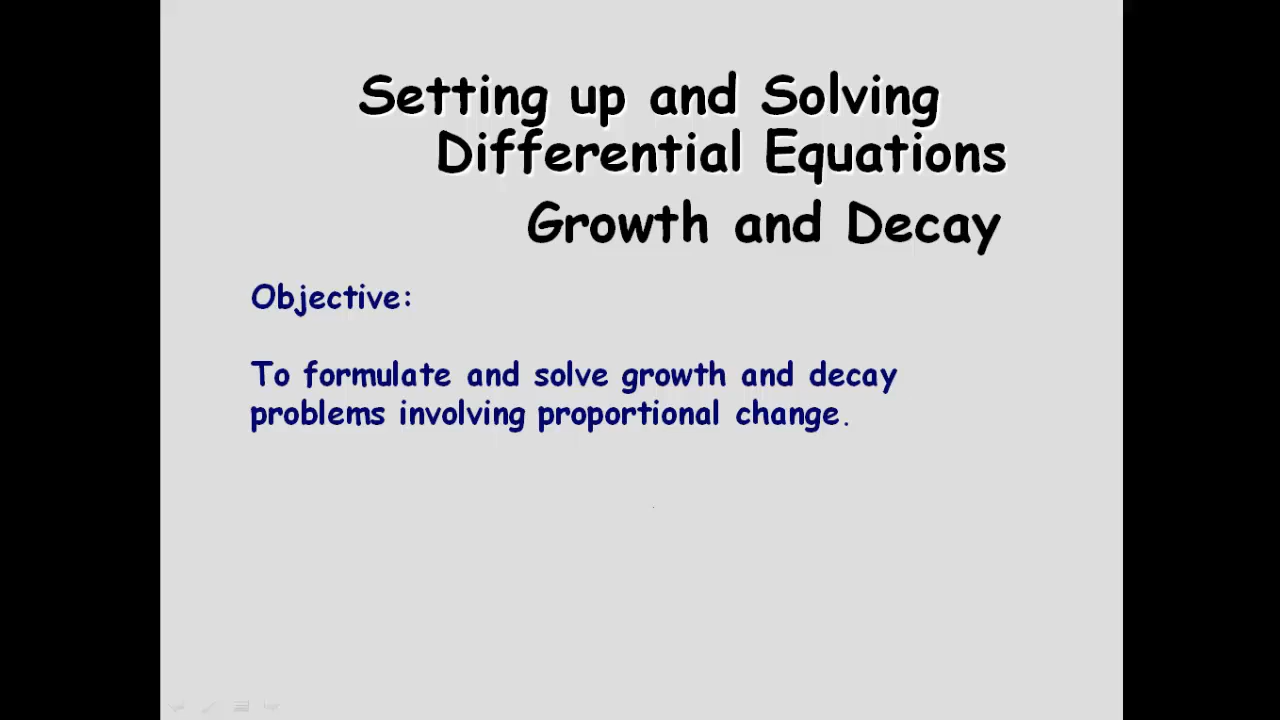 Setting up and Solving
Differential Equations
Growth and Decay
Objective:
To formulate and solve growth and decay
problems involving proportional change.